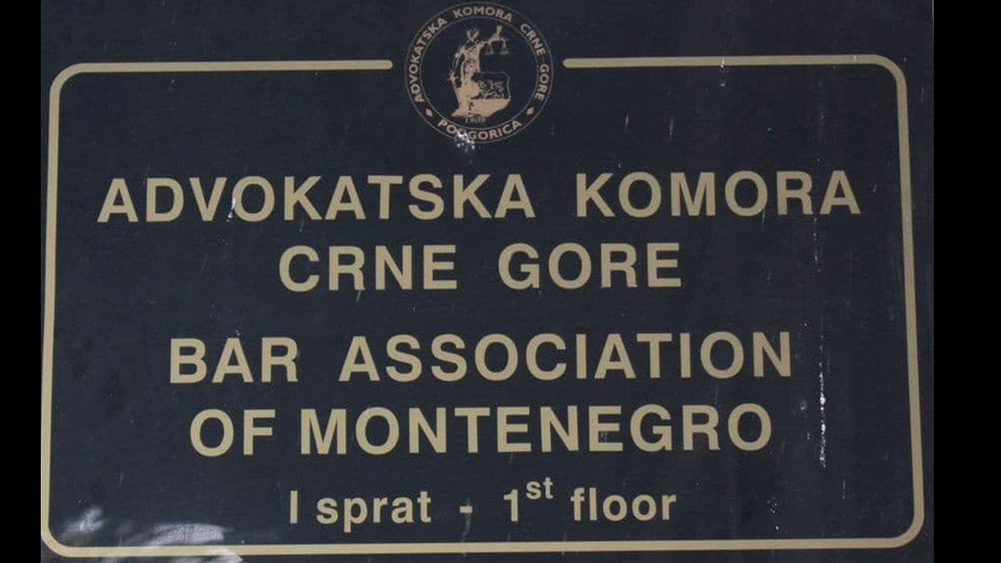 ADVOKATSKA KOMORA CRNE GORE
PODGORICA
ADVOKATSKA KOMORA
CRNE GORE
BAR ASSOCIATION
OF MONTENEGRO
I sprat - 1st floor